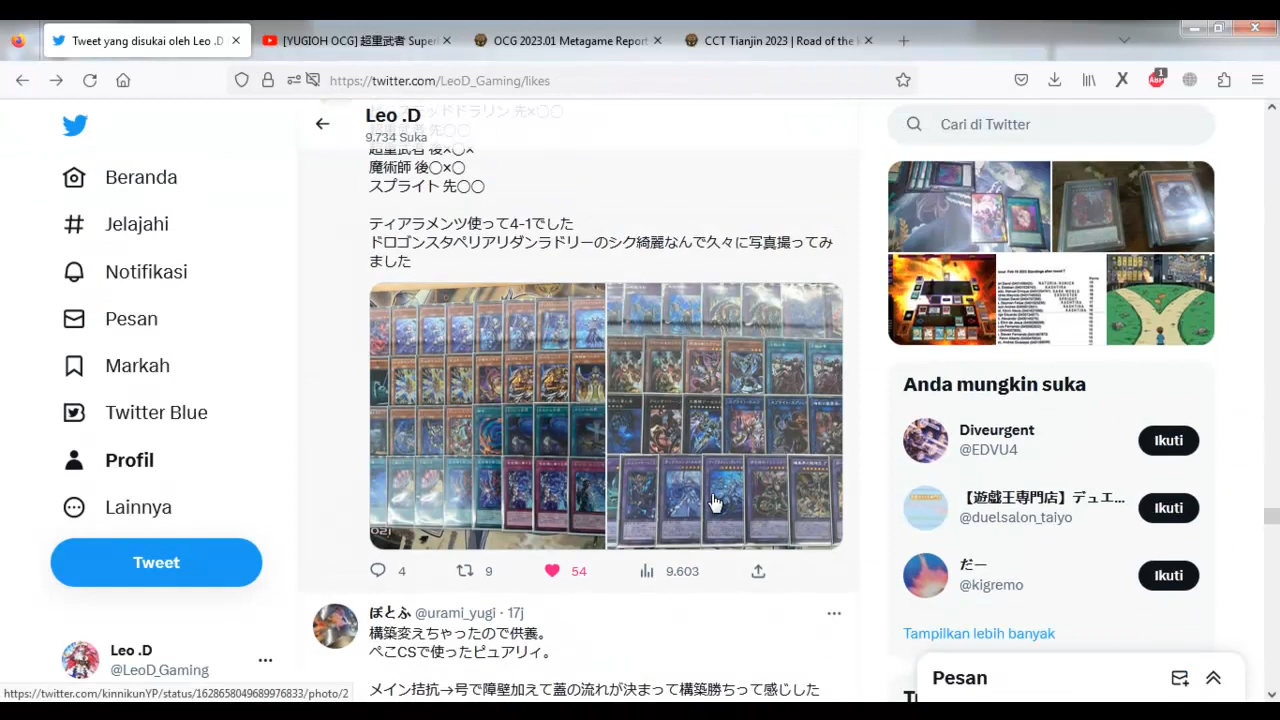 Tweet yang disukai oleh Leo .D
[YUGIOH OCG] 超重武者 Super
OCG 2023.01 Metagame Report
CCT Tianjin 2023 | Road of the
https://twitter.com/LeoD_Gaming/likes
1
Beranda
Jelajahi
Notifikasi
Pesan
Markah
Twitter Blue
Profil
Lainnya
Tweet
Leo .D
@LeoD_Gaming
https://twitter.com/kinnikunYP/status/1628658049689976833/photo/2
Leo .D
9.734 Suka
超重武者 後×○×
魔術師 後○×○
スプライト 先○○
ティアラメンツ使って4-1でした
ドロゴンスタペリアリダンラドリーのシク綺麗なんで久々に写真撮ってみ
ました
4
9
54
9.603
ぽとふ @urami_yugi · 17j
構築変えちゃったので供養。
ぺこCSで使ったピュアリィ。
メイン拮抗→号で障壁加えて蓋の流れが決まって構築勝ちって感じした
Cari di Twitter
Anda mungkin suka
Diveurgent
@EDVU4
Ikuti
【遊戯王専門店】デュエ...
@duelsalon_taiyo
Ikuti
だー
@kigremo
Ikuti
Tampilkan lebih banyak
Pesan